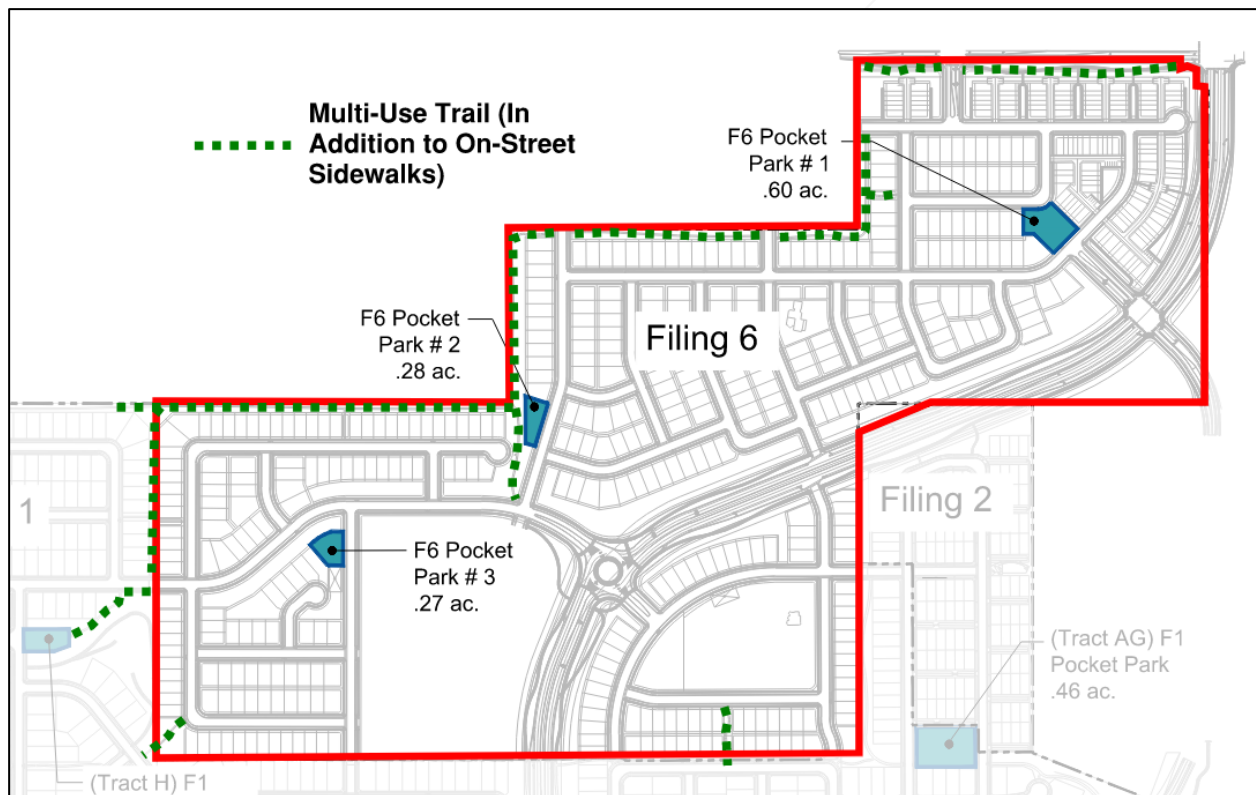 Multi-Use Trail (In
Addition to On-Street
Sidewalks)
F6 Pocket
Park # 1
.60 ac.
F6 Pocket
Park # 2
.28 ac.
Filing 6
1
Filing 2
F6 Pocket
Park # 3
.27 ac.
(Tract AG) F1
Pocket Park
.46 ac.
(Tract H) F1